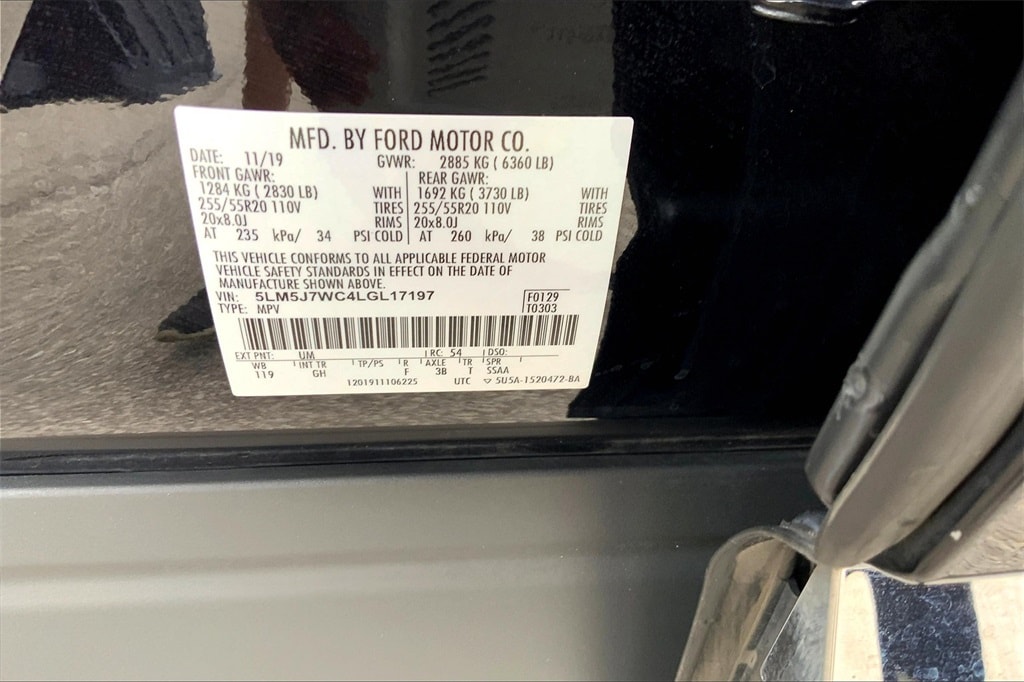 MFD. BY FORD MOTOR CO.
DATE: 11/19 GVWR: 2885 KG ( 6360 LB)
FRONT GAWR: REAR GAWR:
1284 KG ( 2830 LB) WITH 1692 KG ( 3730 LB) WITH
255/55R20 110V TIRES 255/55R20 110V TIRES
20x8.0J RIMS 20x8.0J RIMS
AT 235 kPa/ 34 PSI COLD AT 260 kPa/ 38 PSI COLD
THIS VEHICLE CONFORMS TO ALL APPLICABLE FEDERAL MOTOR
VEHICLE SAFETY STANDARDS IN EFFECT ON THE DATE OF
MANUFACTURE SHOWN ABOVE.
VIN: 5LM5J7WC4LGL17197 F0129
TYPE: MPV T0303
EXT PNT: UM RC: 54 DSO:
WB INT TR TP/PS R AXLE TR SPR
119 GH F 3B T SSAA
1201911106225 UTC ▽ 5U5A-1520472-BA